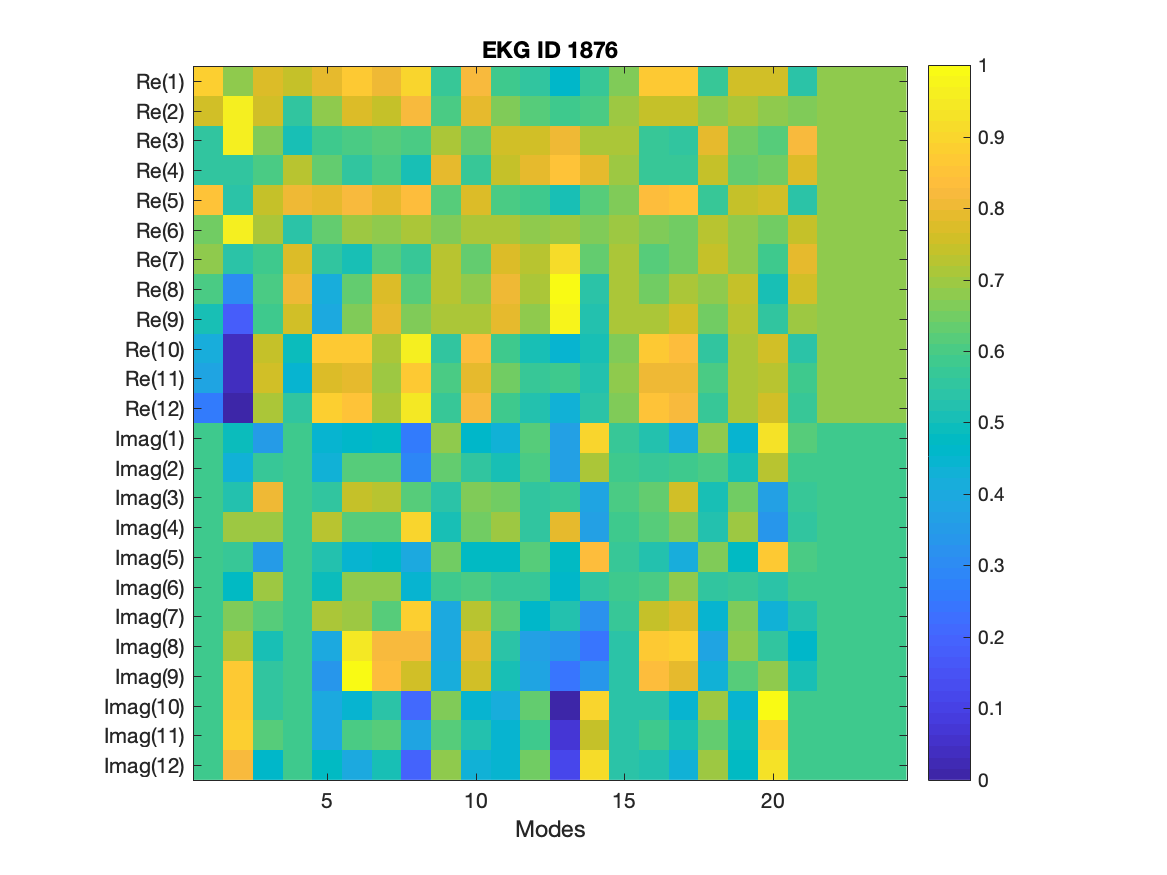 EKG ID 1876
Re(1)
Re(2)
Re(3)
Re(4)
Re(5)
Re(6)
Re(7)
Re(8)
Re(9)
Re(10)
Re(11)
Re(12)
Imag(1)
Imag(2)
Imag(3)
Imag(4)
Imag(5)
Imag(6)
Imag(7)
Imag(8)
Imag(9)
Imag(10)
Imag(11)
Imag(12)
5 10 15 20
Modes
1
0.9
0.8
0.7
0.6
0.5
0.4
0.3
0.2
0.1
0